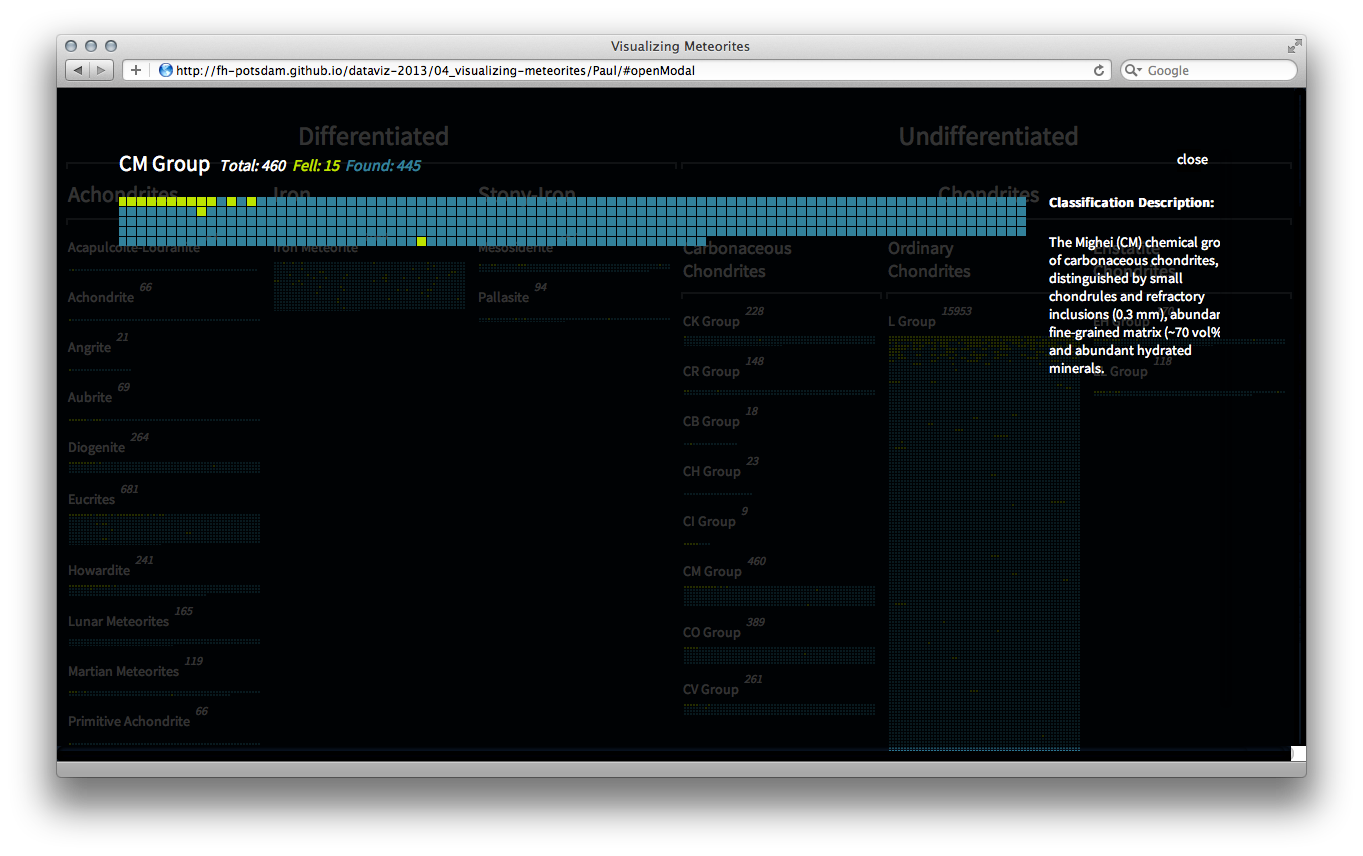 Visualizing Meteorites
http://fh-potsdam.github.io/dataviz-2013/04_visualizing-meteorites/Paul/#openModal
Google
Differentiated
Undifferentiated
CM Group Total: 460 Fell: 15 Found: 445
close
Achondrites
Iron
Stony-Iron
Chondrites
Classification Description:
The Mighei (CM) chemical gro
of carbonaceous chondrites,
distinguished by small
chondrules and refractory
inclusions (0.3 mm), abundan
fine-grained matrix (~70 vol%
and abundant hydrated
minerals.
Acapulcoite-Lodranite
Achondrite 66
Angrite 21
Aubrite 69
Diogenite 264
Eucrites 681
Howardite 241
Lunar Meteorites 165
Martian Meteorites 119
Primitive Achondrite 66
Iron Meteorite
Mesosiderite
Pallasite 94
Carbonaceous
Chondrites
CK Group 228
CR Group 148
CB Group 18
CH Group 23
CI Group 9
CM Group 460
CO Group 389
CV Group 261
Ordinary
Chondrites
L Group 15953
Enstatite
Chondrites
EH Group
Group 118